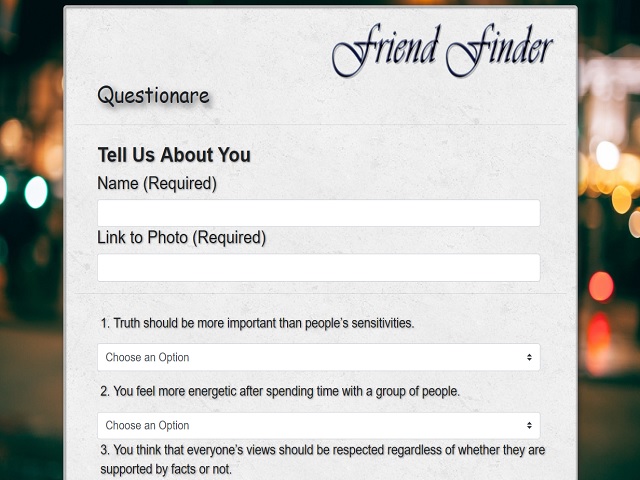 Friend Finder
Questionare
Tell Us About You
Name (Required)
Link to Photo (Required)
1. Truth should be more important than people’s sensitivities.
Choose an Option
2. You feel more energetic after spending time with a group of people.
Choose an Option
3. You think that everyone’s views should be respected regardless of whether they are
supported by facts or not.